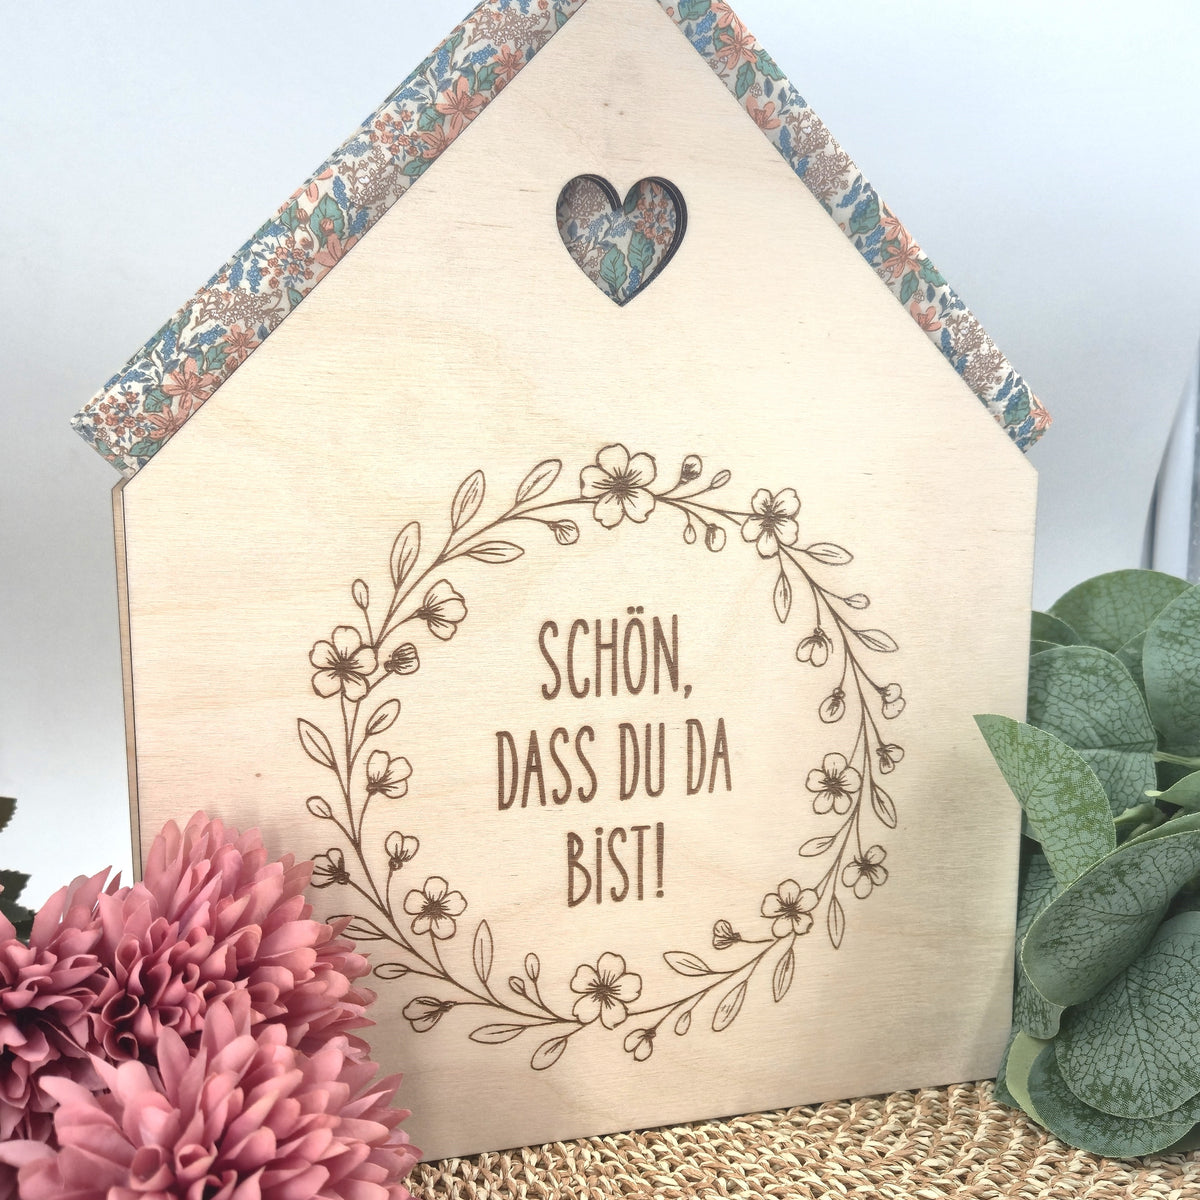 SCHÖN,
DASS DU DA
BiST!